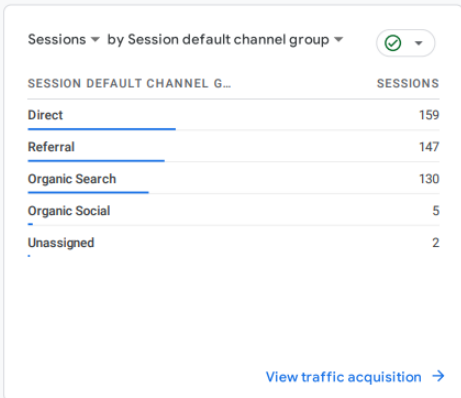 Sessions by Session default channel group
SESSION DEFAULT CHANNEL G... SESSIONS
Direct 159
Referral 147
Organic Search 130
Organic Social 5
Unassigned 2
View traffic acquisition